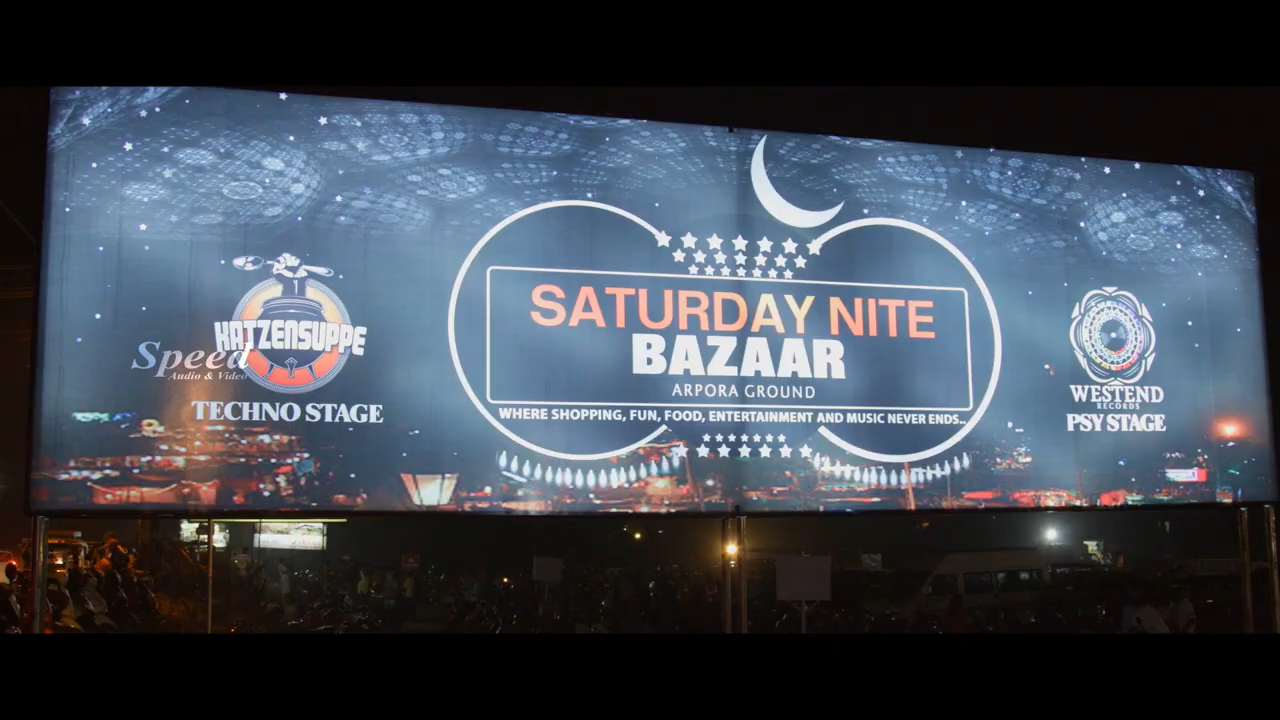 SATURDAY NITE
BAZAAR
ARPORA GROUND
WHERE SHOPPING, FUN, FOOD, ENTERTAINMENT AND MUSIC NEVER ENDS..
KATZENSUPPE
Speed
Audio & Video
TECHNO STAGE
WESTEND
RECORDS
PSY STAGE